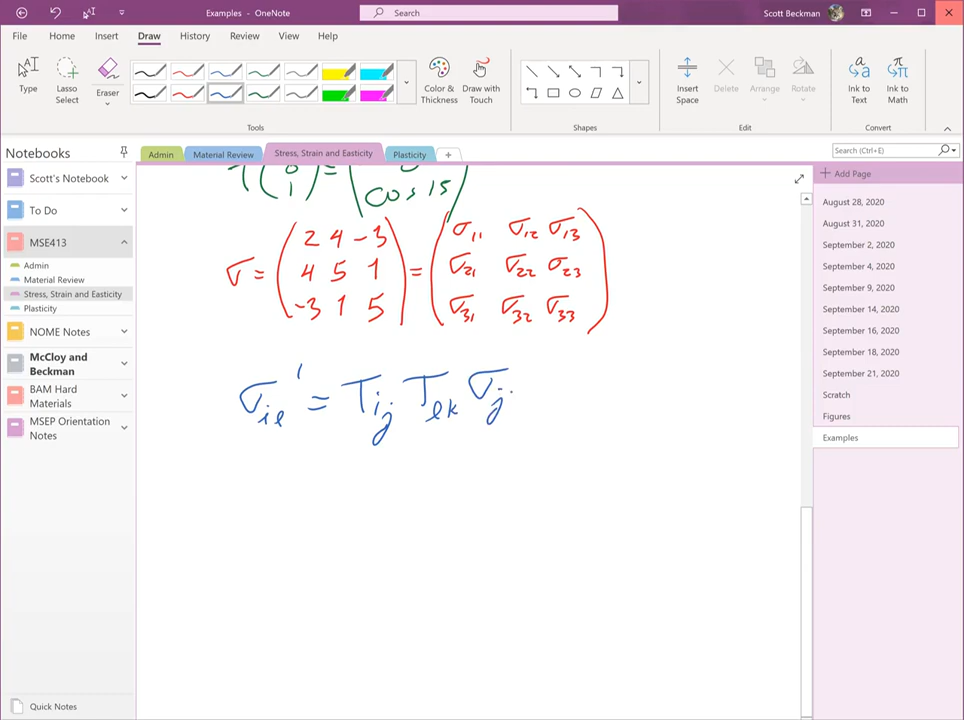 Examples - OneNote
Search
Scott Beckman
File Home Insert Draw History Review View Help
Type
Lasso Select
Eraser
Color & Thickness
Draw with Touch
Insert Space
Delete
Arrange
Rotate
Ink to Text
Ink to Math
Tools
Shapes
Edit
Convert
Notebooks
Admin
Material Review
Stress, Strain and Easticity
Plasticity
Search (Ctrl+E)
Scott's Notebook
To Do
MSE413
Admin
Material Review
Stress, Strain and Easticity
Plasticity
NOME Notes
McCloy and Beckman
BAM Hard Materials
MSEP Orientation Notes
Quick Notes
1 ) = ( cos 15
σ = ( 2 4 -3 ) = ( σ11 σ12 σ13 )
4 5 1 σ21 σ22 σ23
-3 1 5 σ31 σ32 σ33
σ'iℓ = Tij Tℓk σj
Add Page
August 28, 2020
August 31, 2020
September 2, 2020
September 4, 2020
September 9, 2020
September 14, 2020
September 16, 2020
September 18, 2020
September 21, 2020
Scratch
Figures
Examples